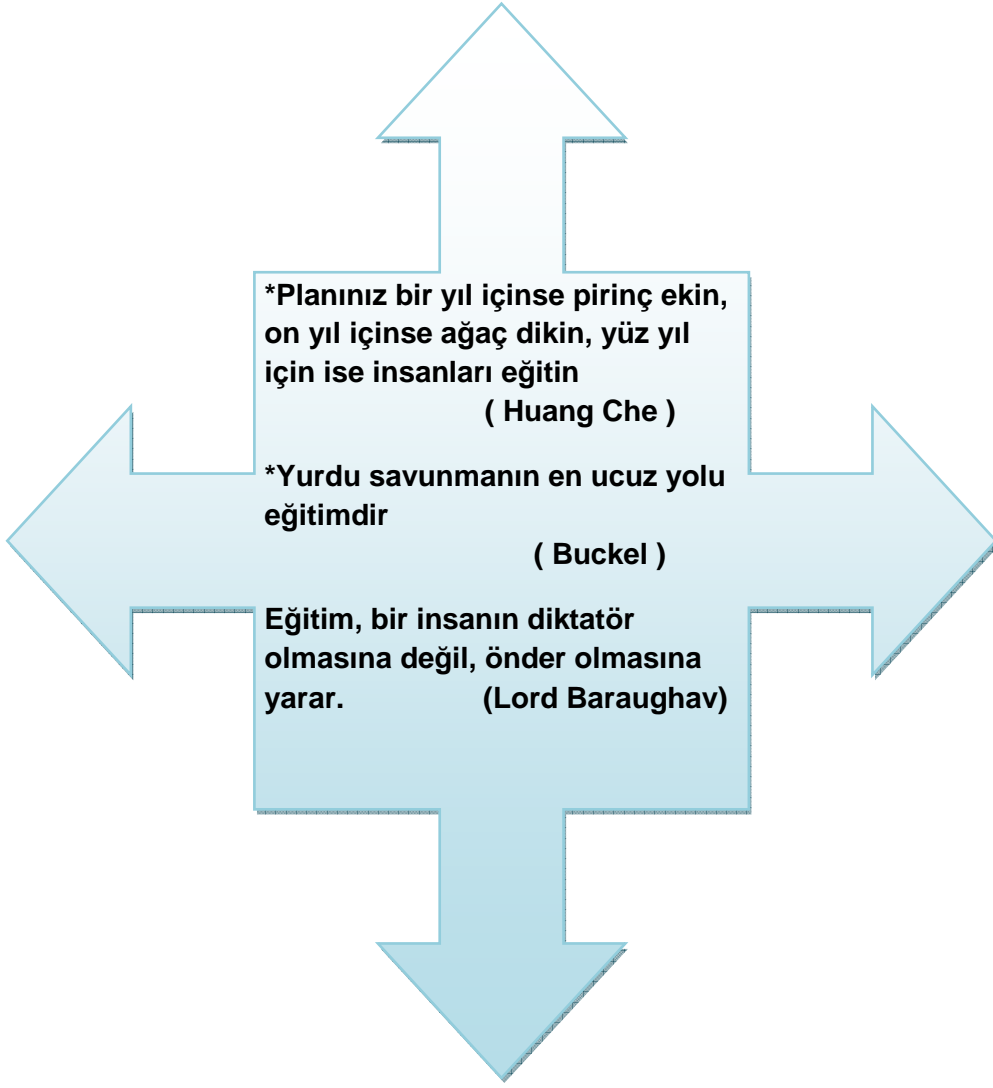 *Planınız bir yıl içinse pirinç ekin,
on yıl içinse ağaç dikin, yüz yıl
için ise insanları eğitin
( Huang Che )
*Yurdu savunmanın en ucuz yolu
eğitimdir
( Buckel )
Eğitim, bir insanın diktatör
olmasına değil, önder olmasına
yarar. (Lord Baraughav)